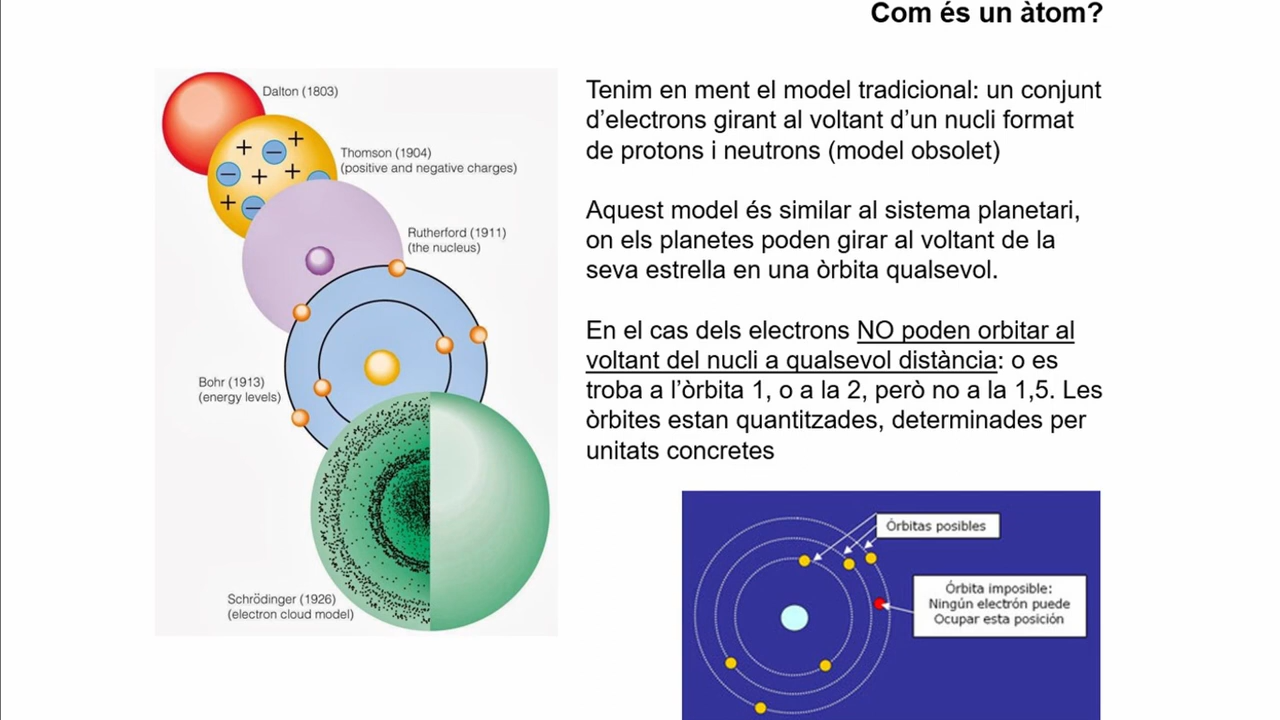 Com és un àtom?
Dalton (1803)
Thomson (1904)
(positive and negative charges)
Rutherford (1911)
(the nucleus)
Bohr (1913)
(energy levels)
Schrödinger (1926)
(electron cloud model)
Tenim en ment el model tradicional: un conjunt
d’electrons girant al voltant d’un nucli format
de protons i neutrons (model obsolet)
Aquest model és similar al sistema planetari,
on els planetes poden girar al voltant de la
seva estrella en una òrbita qualsevol.
En el cas dels electrons NO poden orbitar al
voltant del nucli a qualsevol distància: o es
troba a l’òrbita 1, o a la 2, però no a la 1,5. Les
òrbites estan quantitzades, determinades per
unitats concretes
Órbitas posibles
Órbita imposible:
Ningún electrón puede
Ocupar esta posición